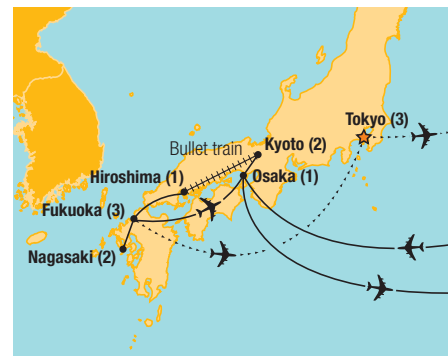 Tokyo (3)
Bullet train
Kyoto (2)
Hiroshima (1)
Osaka (1)
Fukuoka (3)
Nagasaki (2)